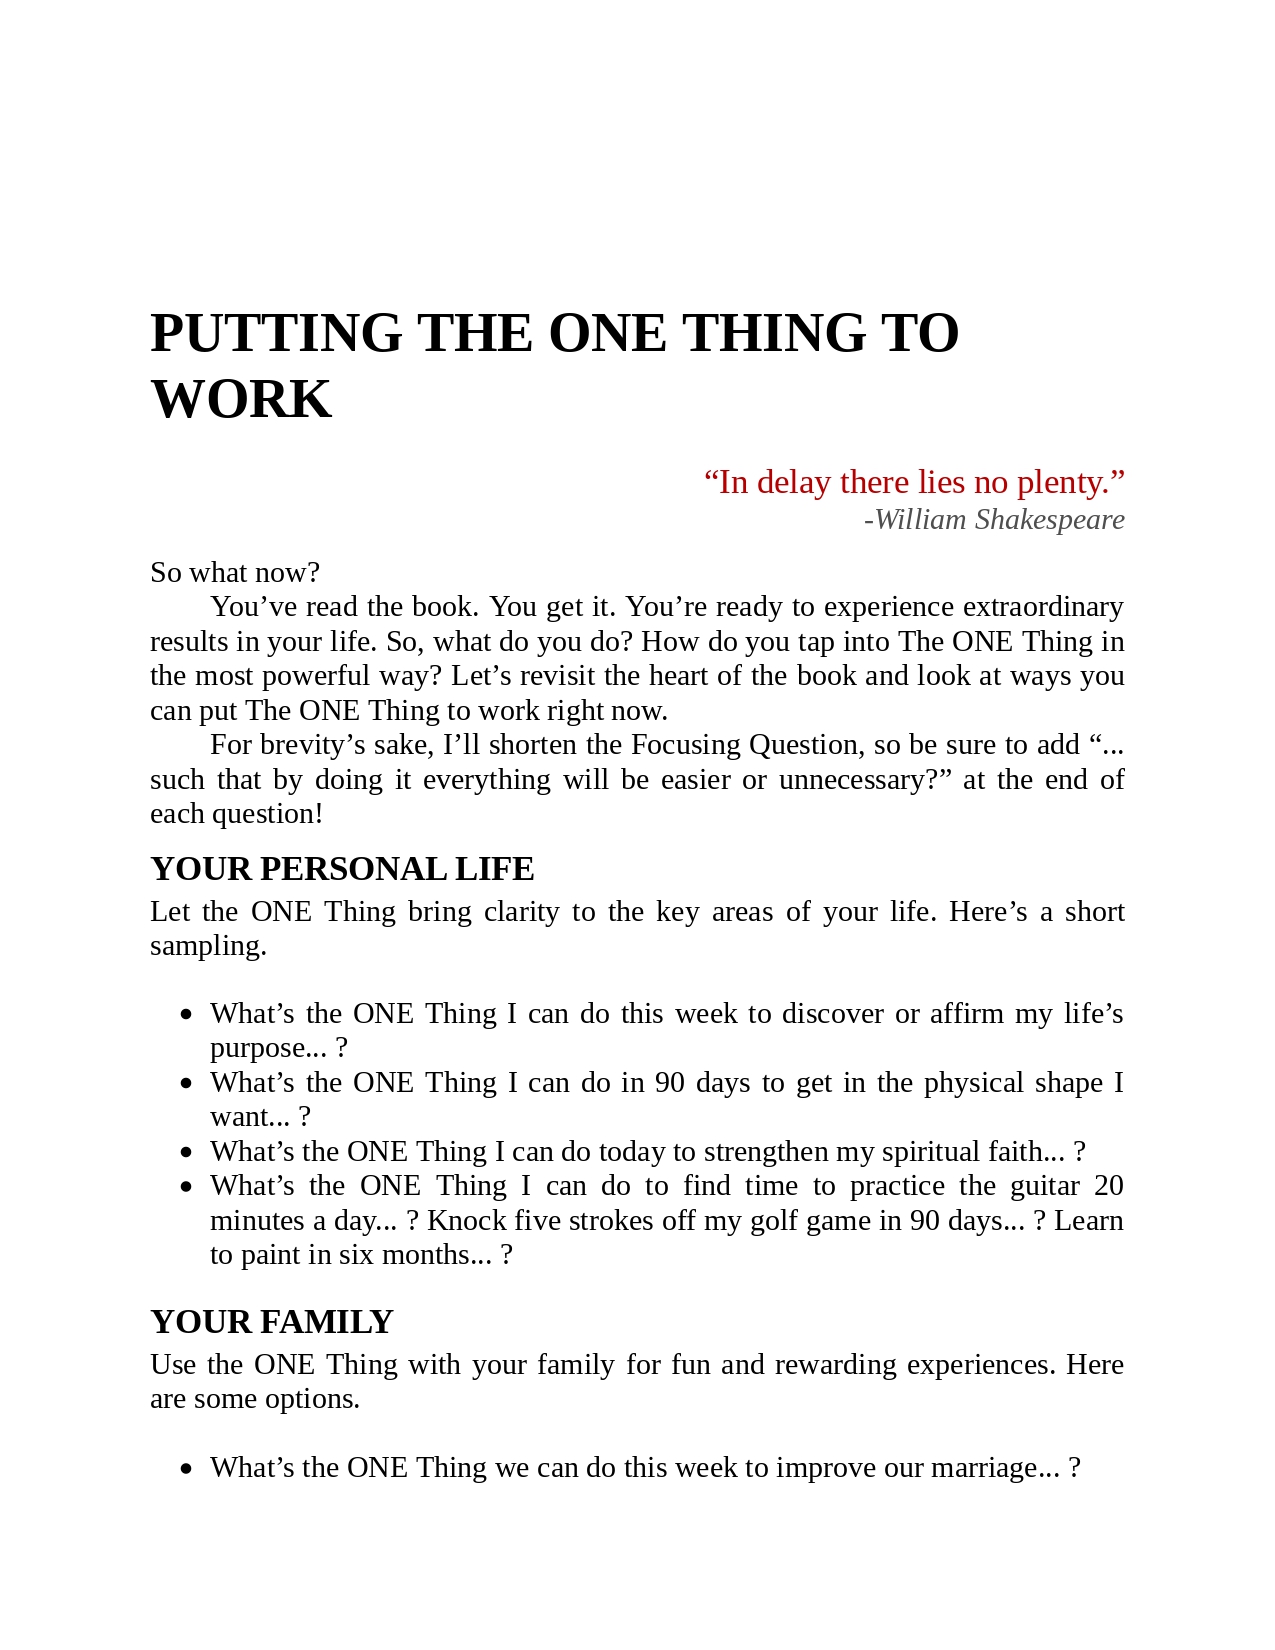 PUTTING THE ONE THING TO
WORK
“In delay there lies no plenty.”
-William Shakespeare
So what now?
You’ve read the book. You get it. You’re ready to experience extraordinary
results in your life. So, what do you do? How do you tap into The ONE Thing in
the most powerful way? Let’s revisit the heart of the book and look at ways you
can put The ONE Thing to work right now.
For brevity’s sake, I’ll shorten the Focusing Question, so be sure to add “...
such that by doing it everything will be easier or unnecessary?” at the end of
each question!
YOUR PERSONAL LIFE
Let the ONE Thing bring clarity to the key areas of your life. Here’s a short
sampling.
• What’s the ONE Thing I can do this week to discover or affirm my life’s
purpose... ?
• What’s the ONE Thing I can do in 90 days to get in the physical shape I
want... ?
• What’s the ONE Thing I can do today to strengthen my spiritual faith... ?
• What’s the ONE Thing I can do to find time to practice the guitar 20
minutes a day... ? Knock five strokes off my golf game in 90 days... ? Learn
to paint in six months... ?
YOUR FAMILY
Use the ONE Thing with your family for fun and rewarding experiences. Here
are some options.
• What’s the ONE Thing we can do this week to improve our marriage... ?